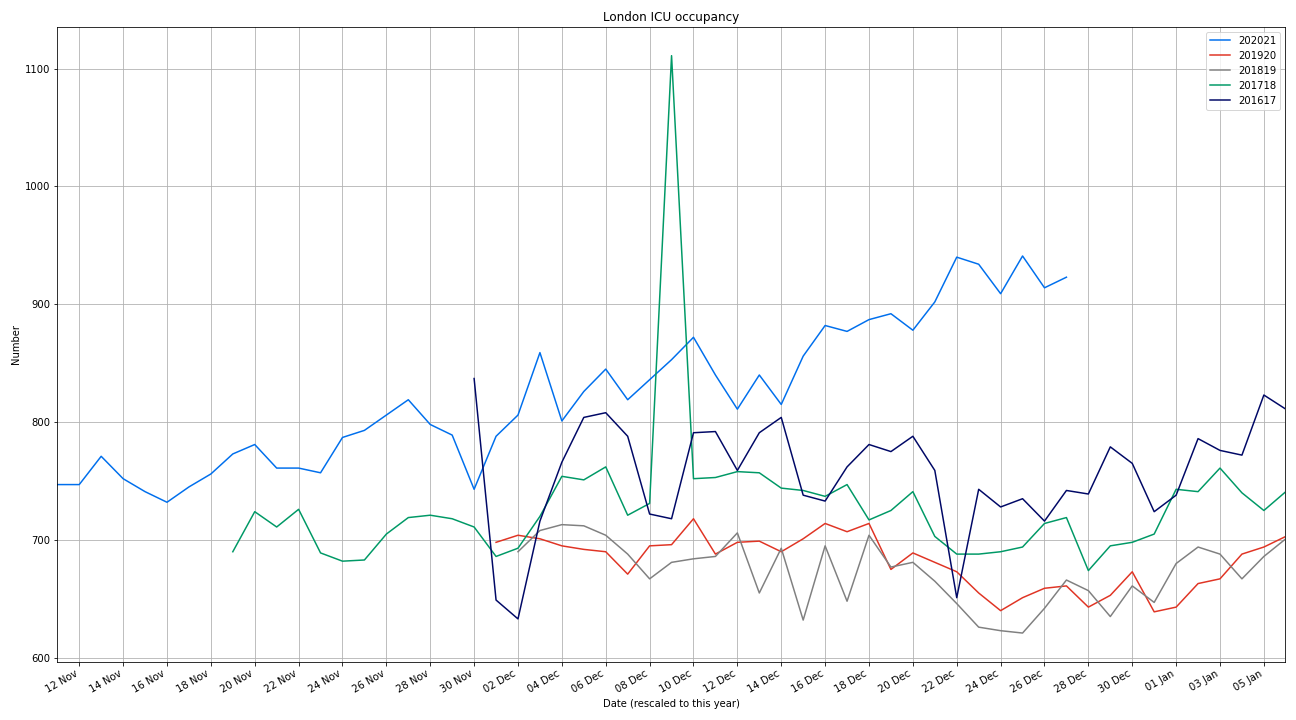 London ICU occupancy
202021
201920
201819
201718
201617
1100
1000
900
800
700
600
Number
12 Nov
14 Nov
16 Nov
18 Nov
20 Nov
22 Nov
24 Nov
26 Nov
28 Nov
30 Nov
02 Dec
04 Dec
06 Dec
08 Dec
10 Dec
12 Dec
14 Dec
16 Dec
18 Dec
20 Dec
22 Dec
24 Dec
26 Dec
28 Dec
30 Dec
01 Jan
03 Jan
05 Jan
Date (rescaled to this year)